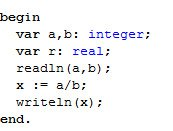 begin
  var a,b: integer;
  var r: real;
  readln(a,b);
  x := a/b;
  writeln(x);
end.